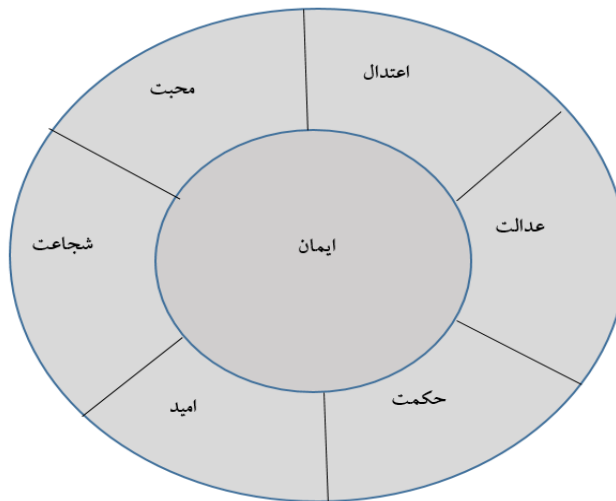 اعتدال
محبت
عدالت
شجاعت
ایمان
حکمت
امید